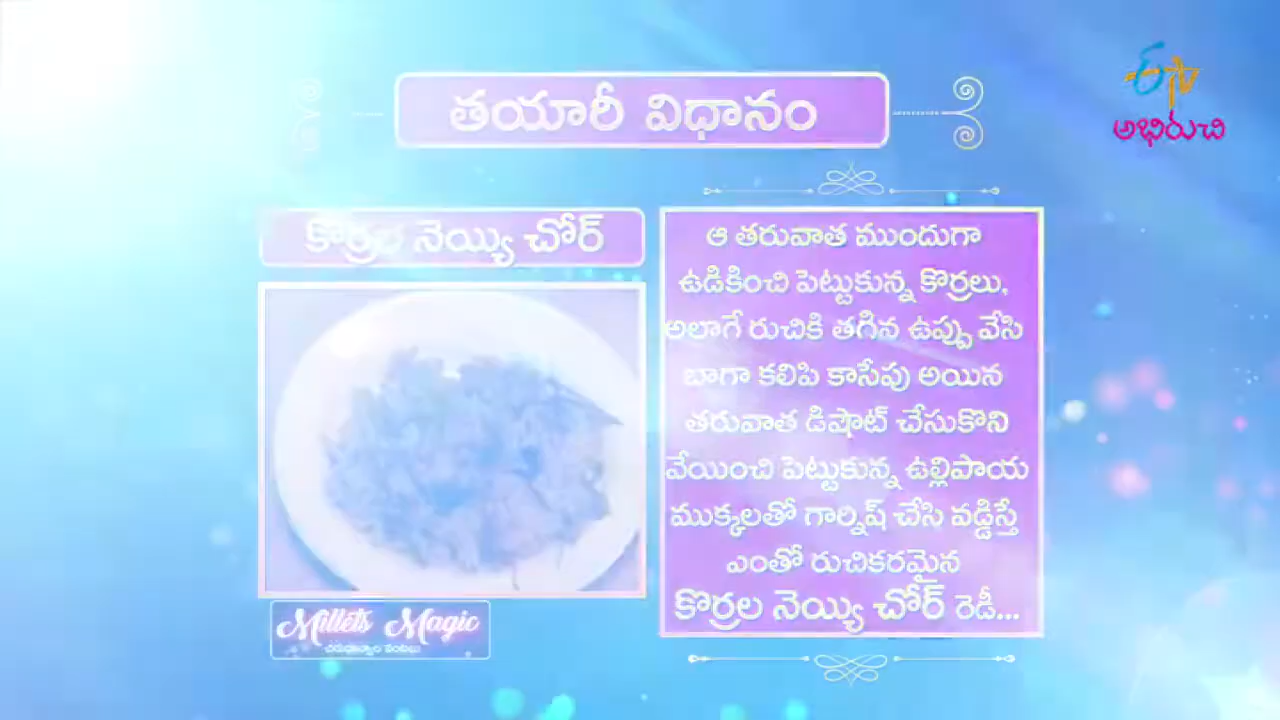 తయారీ విధానం
ఈ
అభిరుచి
కొర్రల నెయ్యి చోర్
ఆ తరువాత ముందుగా
ఉడికించి పెట్టుకున్న కొర్రలు,
అలాగే రుచికి తగిన ఉప్పు వేసి
బాగా కలిపి కాసేపు అయిన
తరువాత డిషౌట్ చేసుకొని
వేయించి పెట్టుకున్న ఉల్లిపాయ
ముక్కలతో గార్నిష్ చేసి వడ్డిస్తే
ఎంతో రుచికరమైన
కొర్రల నెయ్యి చోర్ రెడీ...
Millets Magic
చిరుధాన్యాల వంటలు